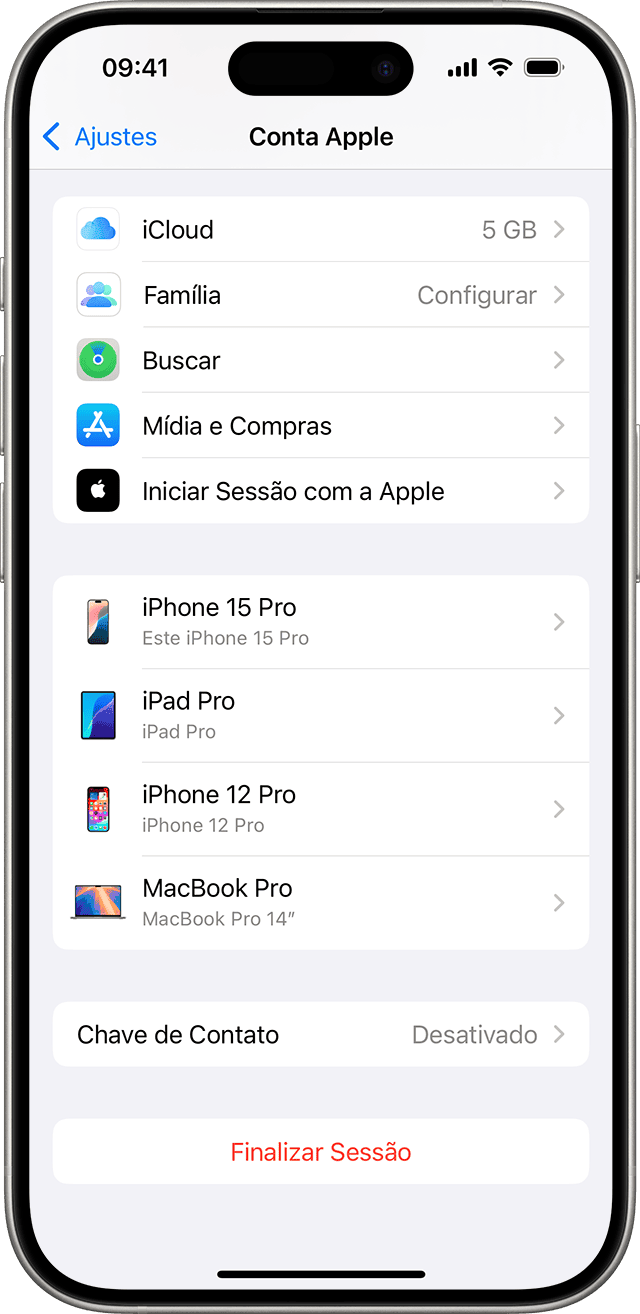 09:41
Ajustes
Conta Apple
iCloud 5 GB
Família Configurar
Buscar
Mídia e Compras
Iniciar Sessão com a Apple
iPhone 15 Pro
Este iPhone 15 Pro
iPad Pro
iPad Pro
iPhone 12 Pro
iPhone 12 Pro
MacBook Pro
MacBook Pro 14″
Chave de Contato Desativado
Finalizar Sessão